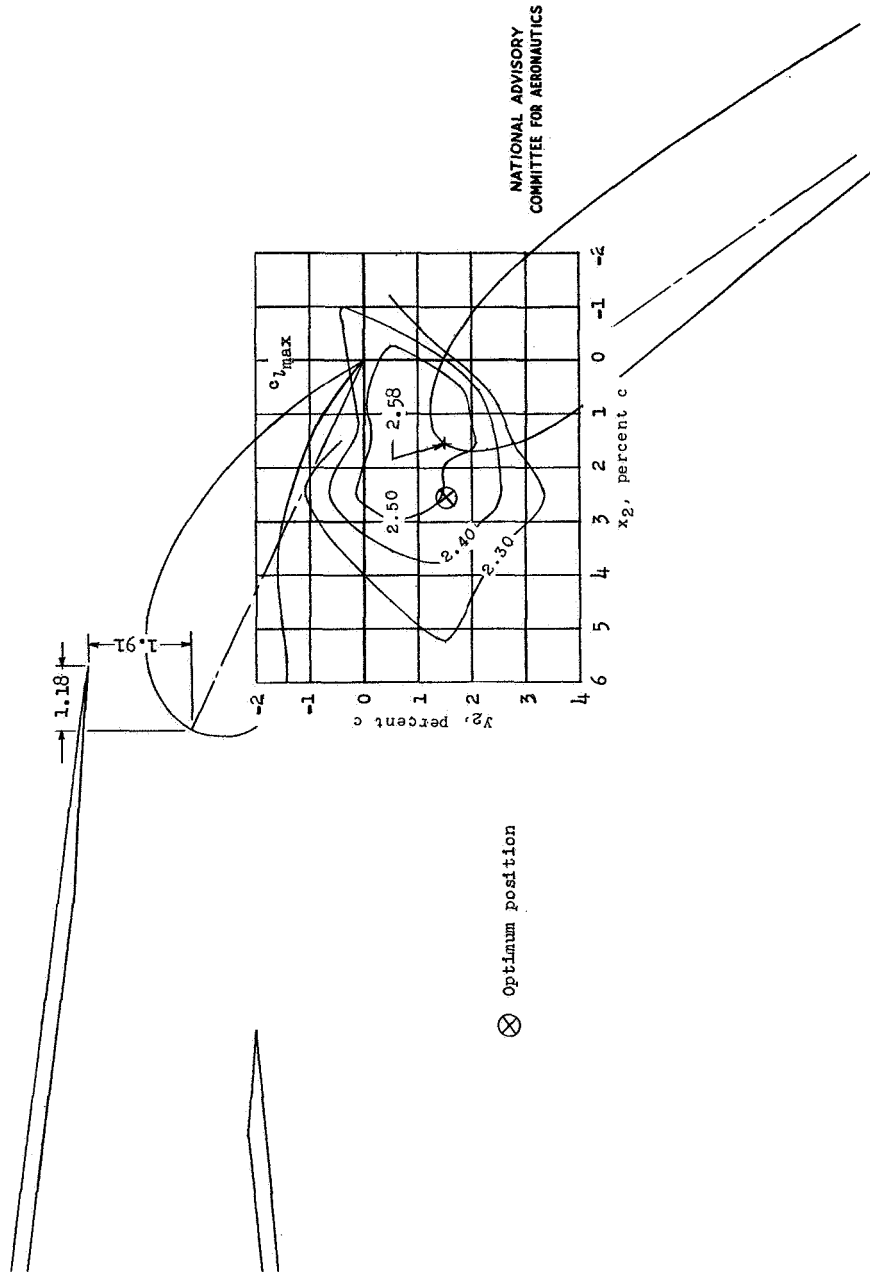 1.18
1.91
NATIONAL ADVISORY
COMMITTEE FOR AERONAUTICS
c_l max
-2
-1
0
1
2
3
4
y2, percent c
2.58
2.50
2.40
2.30
6 5 4 3 2 1 0 -1 -2
x2, percent c
⊗ Optimum position